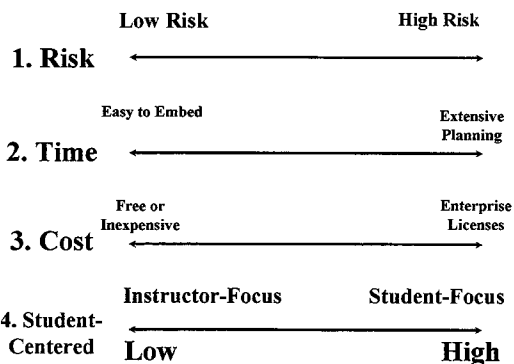 Low Risk High Risk
1. Risk
Easy to Embed Extensive
Planning
2. Time
Free or Enterprise
Inexpensive Licenses
3. Cost
Instructor-Focus Student-Focus
4. Student-
Centered Low High